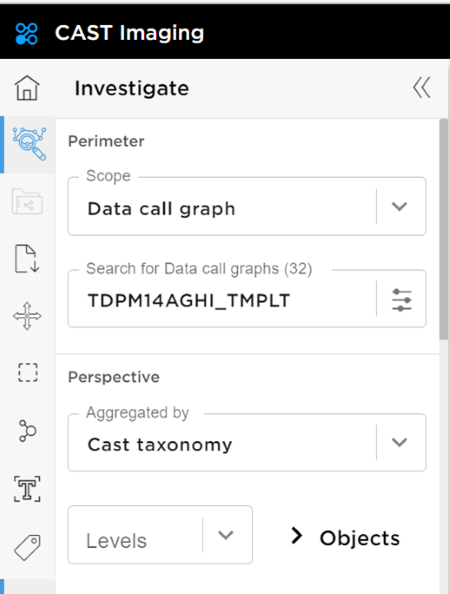 CAST Imaging
Investigate
Perimeter
Scope
Data call graph
Search for Data call graphs (32)
TDPM14AGHI_TMPLT
Perspective
Aggregated by
Cast taxonomy
Levels
Objects